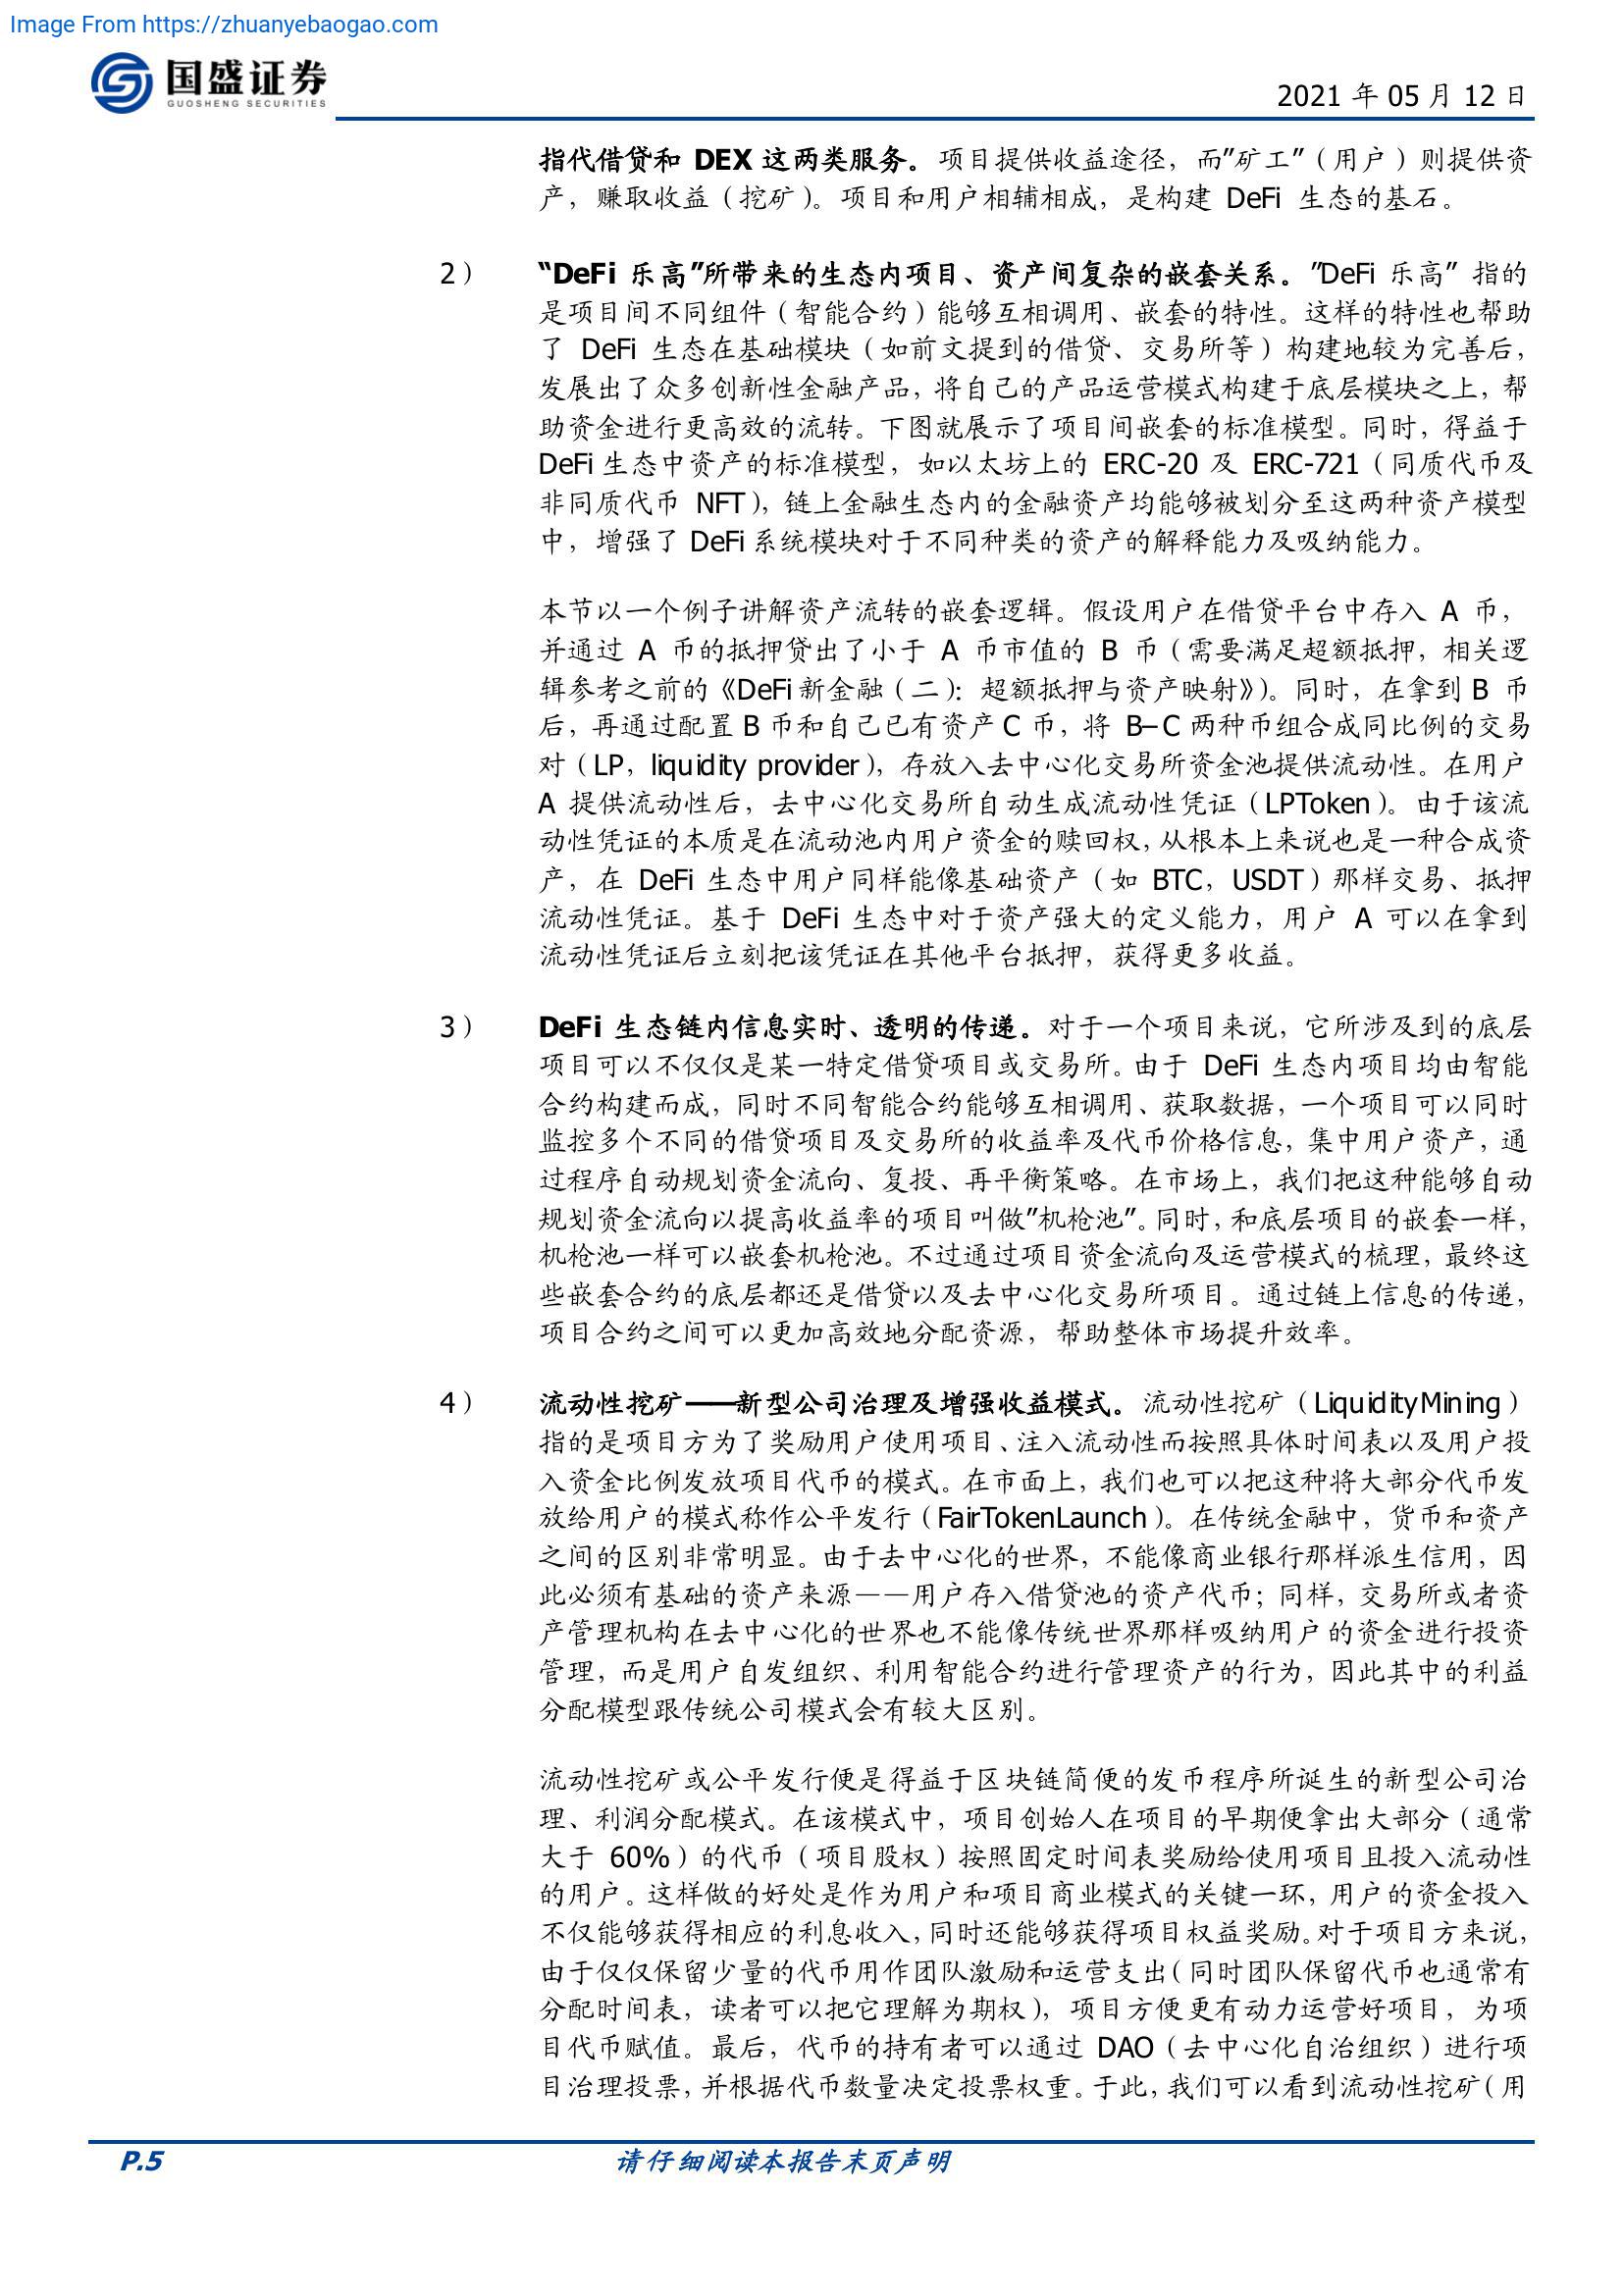 Image From https://zhuanyebaogao.com
国盛证券
GUOSHENG SECURITIES
2021 年 05 月 12 日
指代借贷和 DEX 这两类服务。项目提供收益途径，而”矿工”（用户）则提供资
产，赚取收益（挖矿）。项目和用户相辅相成，是构建 DeFi 生态的基石。
2） “DeFi 乐高”所带来的生态内项目、资产间复杂的嵌套关系。”DeFi 乐高” 指的
是项目间不同组件（智能合约）能够互相调用、嵌套的特性。这样的特性也帮助
了 DeFi 生态在基础模块（如前文提到的借贷、交易所等）构建地较为完善后，
发展出了众多创新性金融产品，将自己的产品运营模式构建于底层模块之上，帮
助资金进行更高效的流转。下图就展示了项目间嵌套的标准模型。同时，得益于
DeFi 生态中资产的标准模型，如以太坊上的 ERC-20 及 ERC-721（同质代币及
非同质代币 NFT），链上金融生态内的金融资产均能够被划分至这两种资产模型
中，增强了 DeFi 系统模块对于不同种类的资产的解释能力及吸纳能力。
本节以一个例子讲解资产流转的嵌套逻辑。假设用户在借贷平台中存入 A 币，
并通过 A 币的抵押贷出了小于 A 币市值的 B 币（需要满足超额抵押，相关逻
辑参考之前的《DeFi 新金融（二）：超额抵押与资产映射》）。同时，在拿到 B 币
后，再通过配置 B 币和自己已有资产 C 币，将 B–C 两种币组合成同比例的交易
对（LP，liquidity provider），存放入去中心化交易所资金池提供流动性。在用户
A 提供流动性后，去中心化交易所自动生成流动性凭证（LPToken）。由于该流
动性凭证的本质是在流动池内用户资金的赎回权，从根本上来说也是一种合成资
产，在 DeFi 生态中用户同样能像基础资产（如 BTC，USDT）那样交易、抵押
流动性凭证。基于 DeFi 生态中对于资产强大的定义能力，用户 A 可以在拿到
流动性凭证后立刻把该凭证在其他平台抵押，获得更多收益。
3） DeFi 生态链内信息实时、透明的传递。对于一个项目来说，它所涉及到的底层
项目可以不仅仅是某一特定借贷项目或交易所。由于 DeFi 生态内项目均由智能
合约构建而成，同时不同智能合约能够互相调用、获取数据，一个项目可以同时
监控多个不同的借贷项目及交易所的收益率及代币价格信息，集中用户资产，通
过程序自动规划资金流向、复投、再平衡策略。在市场上，我们把这种能够自动
规划资金流向以提高收益率的项目叫做”机枪池”。同时，和底层项目的嵌套一样，
机枪池一样可以嵌套机枪池。不过通过项目资金流向及运营模式的梳理，最终这
些嵌套合约的底层都还是借贷以及去中心化交易所项目。通过链上信息的传递，
项目合约之间可以更加高效地分配资源，帮助整体市场提升效率。
4） 流动性挖矿——新型公司治理及增强收益模式。流动性挖矿（LiquidityMining）
指的是项目方为了奖励用户使用项目、注入流动性而按照具体时间表以及用户投
入资金比例发放项目代币的模式。在市面上，我们也可以把这种将大部分代币发
放给用户的模式称作公平发行（FairTokenLaunch）。在传统金融中，货币和资产
之间的区别非常明显。由于去中心化的世界，不能像商业银行那样派生信用，因
此必须有基础的资产来源——用户存入借贷池的资产代币；同样，交易所或者资
产管理机构在去中心化的世界也不能像传统世界那样吸纳用户的资金进行投资
管理，而是用户自发组织、利用智能合约进行管理资产的行为，因此其中的利益
分配模型跟传统公司模式会有较大区别。
流动性挖矿或公平发行便是得益于区块链简便的发币程序所诞生的新型公司治
理、利润分配模式。在该模式中，项目创始人在项目的早期便拿出大部分（通常
大于 60%）的代币（项目股权）按照固定时间表奖励给使用项目且投入流动性
的用户。这样做的好处是作为用户和项目商业模式的关键一环，用户的资金投入
不仅能够获得相应的利息收入，同时还能够获得项目权益奖励。对于项目方来说，
由于仅仅保留少量的代币用作团队激励和运营支出（同时团队保留代币也通常有
分配时间表，读者可以把它理解为期权），项目方便更有动力运营好项目，为项
目代币赋值。最后，代币的持有者可以通过 DAO（去中心化自治组织）进行项
目治理投票，并根据代币数量决定投票权重。于此，我们可以看到流动性挖矿（用
P.5 请仔细阅读本报告末页声明